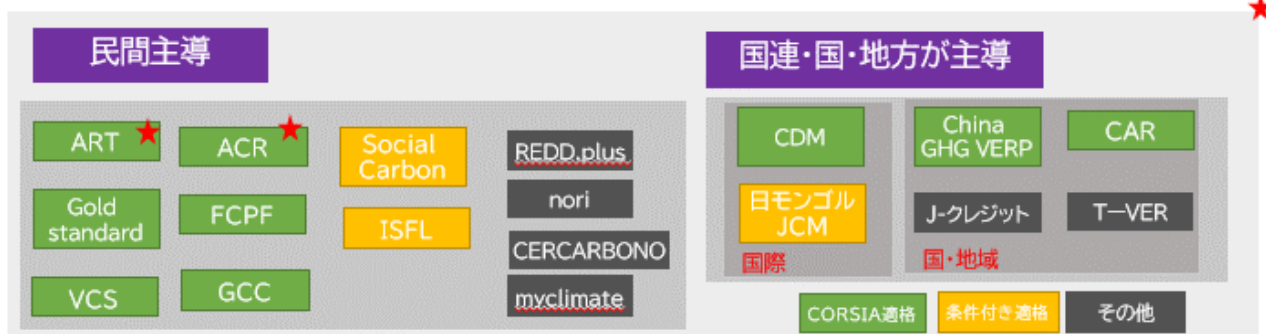 民間主導
国連・国・地方が主導
ART
ACR
Social
Carbon
REDD.plus
Gold
standard
FCPF
ISFL
nori
CERCARBONO
VCS
GCC
myclimate
CDM
China
GHG VERP
CAR
日モンゴル
JCM
J-クレジット
T－VER
国際
国・地域
CORSIA適格
条件付き適格
その他